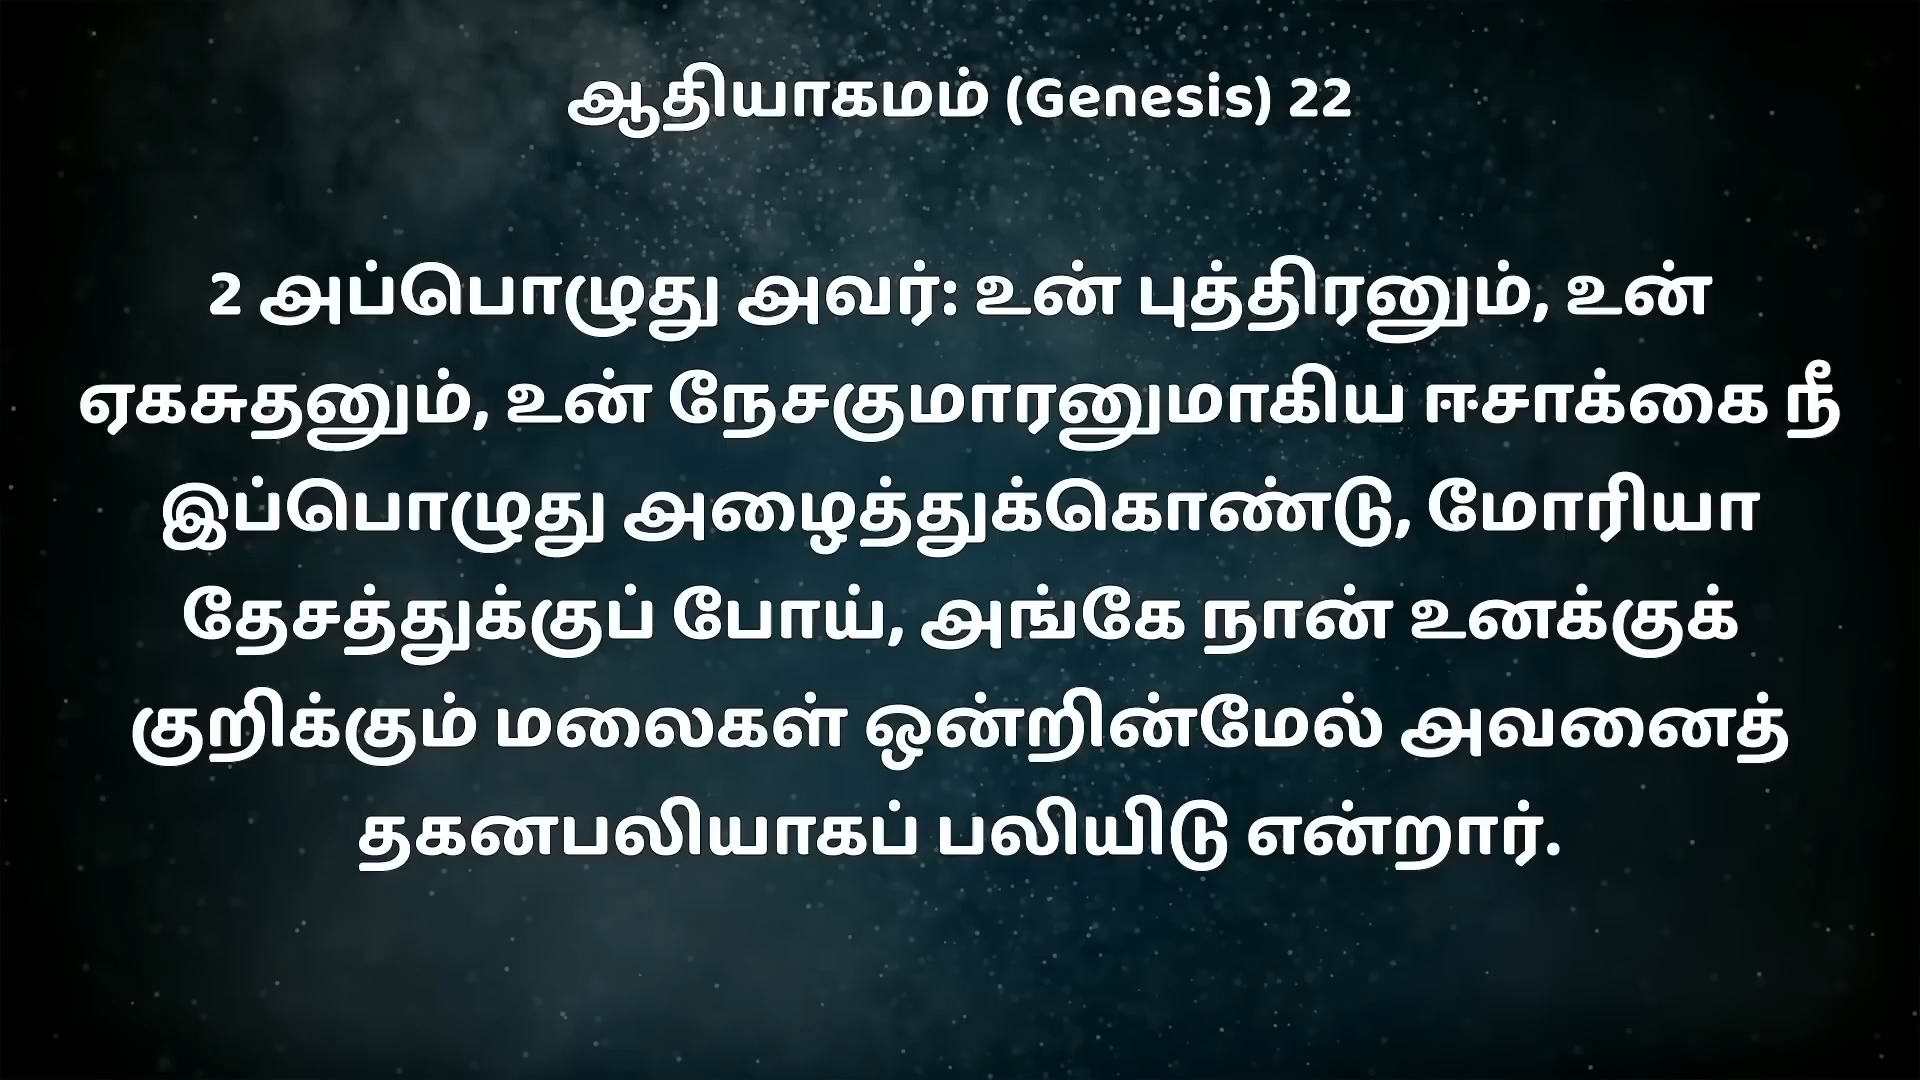 ஆதியாகமம் (Genesis) 22
2 அப்பொழுது அவர்: உன் புத்திரனும், உன்
ஏகசுதனும், உன் நேசகுமாரனுமாகிய ஈசாக்கை நீ
இப்பொழுது அழைத்துக்கொண்டு, மோரியா
தேசத்துக்குப் போய், அங்கே நான் உனக்குக்
குறிக்கும் மலைகள் ஒன்றின்மேல் அவனைத்
தகனபலியாகப் பலியிடு என்றார்.